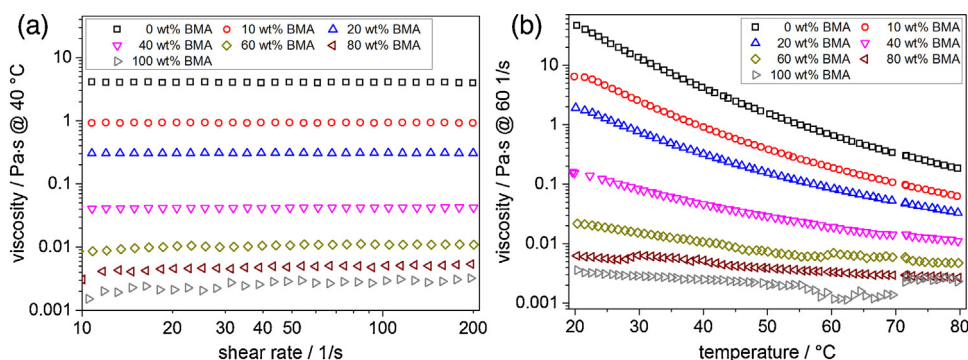 (a)
0 wt% BMA 10 wt% BMA 20 wt% BMA
40 wt% BMA 60 wt% BMA 80 wt% BMA
100 wt% BMA
viscosity / Pa·s @ 40 °C
10
1
0.1
0.01
0.001
10 20 30 40 50 100 200
shear rate / 1/s
(b)
0 wt% BMA 10 wt% BMA
20 wt% BMA 40 wt% BMA
60 wt% BMA 80 wt% BMA
100 wt% BMA
viscosity / Pa·s @ 60 1/s
10
1
0.1
0.01
0.001
20 30 40 50 60 70 80
temperature / °C